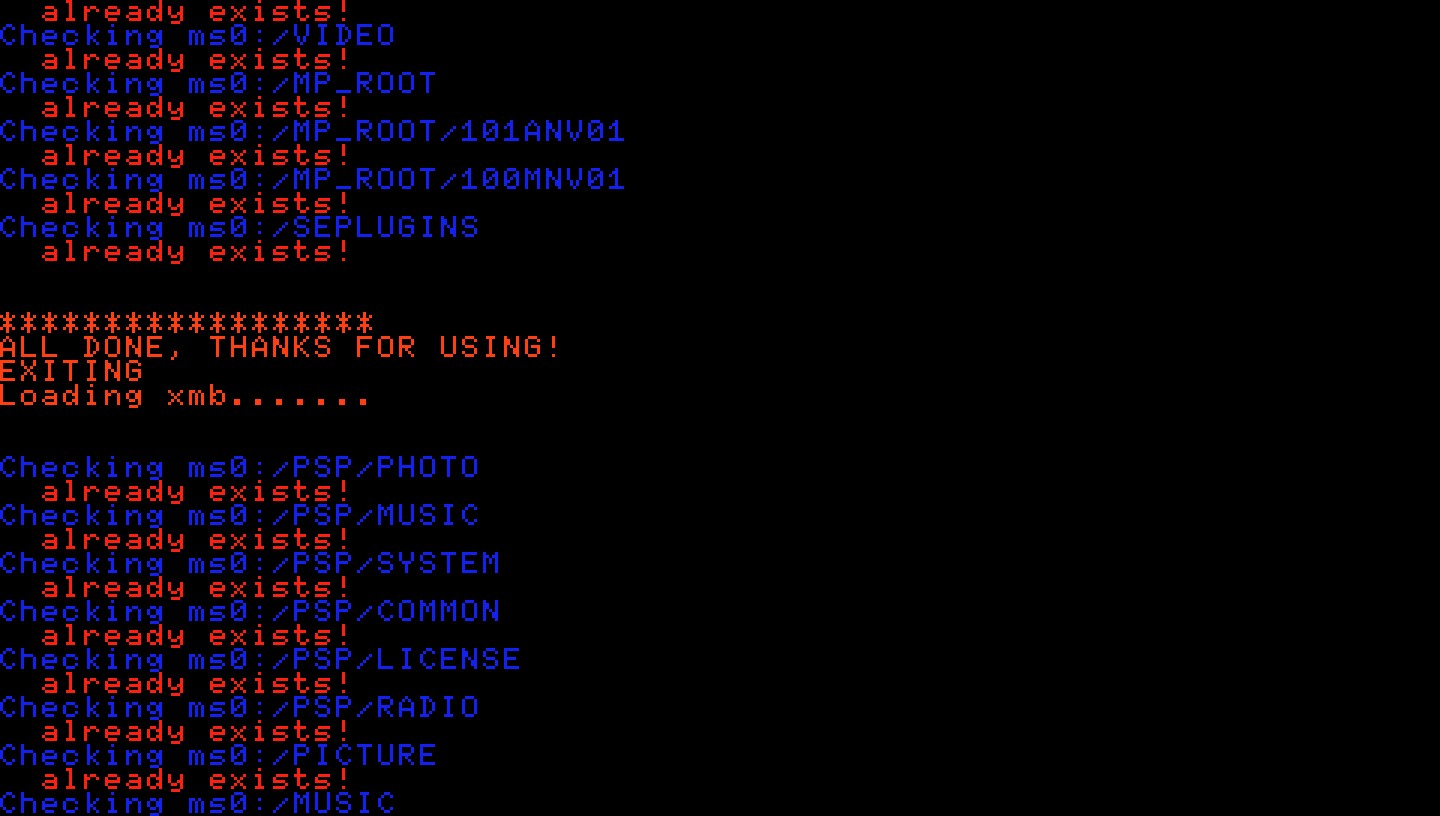 already exists!
Checking ms0:/VIDEO
already exists!
Checking ms0:/MP_ROOT
already exists!
Checking ms0:/MP_ROOT/101ANV01
already exists!
Checking ms0:/MP_ROOT/100MNV01
already exists!
Checking ms0:/SEPLUGINS
already exists!
******************
ALL DONE, THANKS FOR USING!
EXITING
Loading xmb.......
Checking ms0:/PSP/PHOTO
already exists!
Checking ms0:/PSP/MUSIC
already exists!
Checking ms0:/PSP/SYSTEM
already exists!
Checking ms0:/PSP/COMMON
already exists!
Checking ms0:/PSP/LICENSE
already exists!
Checking ms0:/PSP/RADIO
already exists!
Checking ms0:/PICTURE
already exists!
Checking ms0:/MUSIC